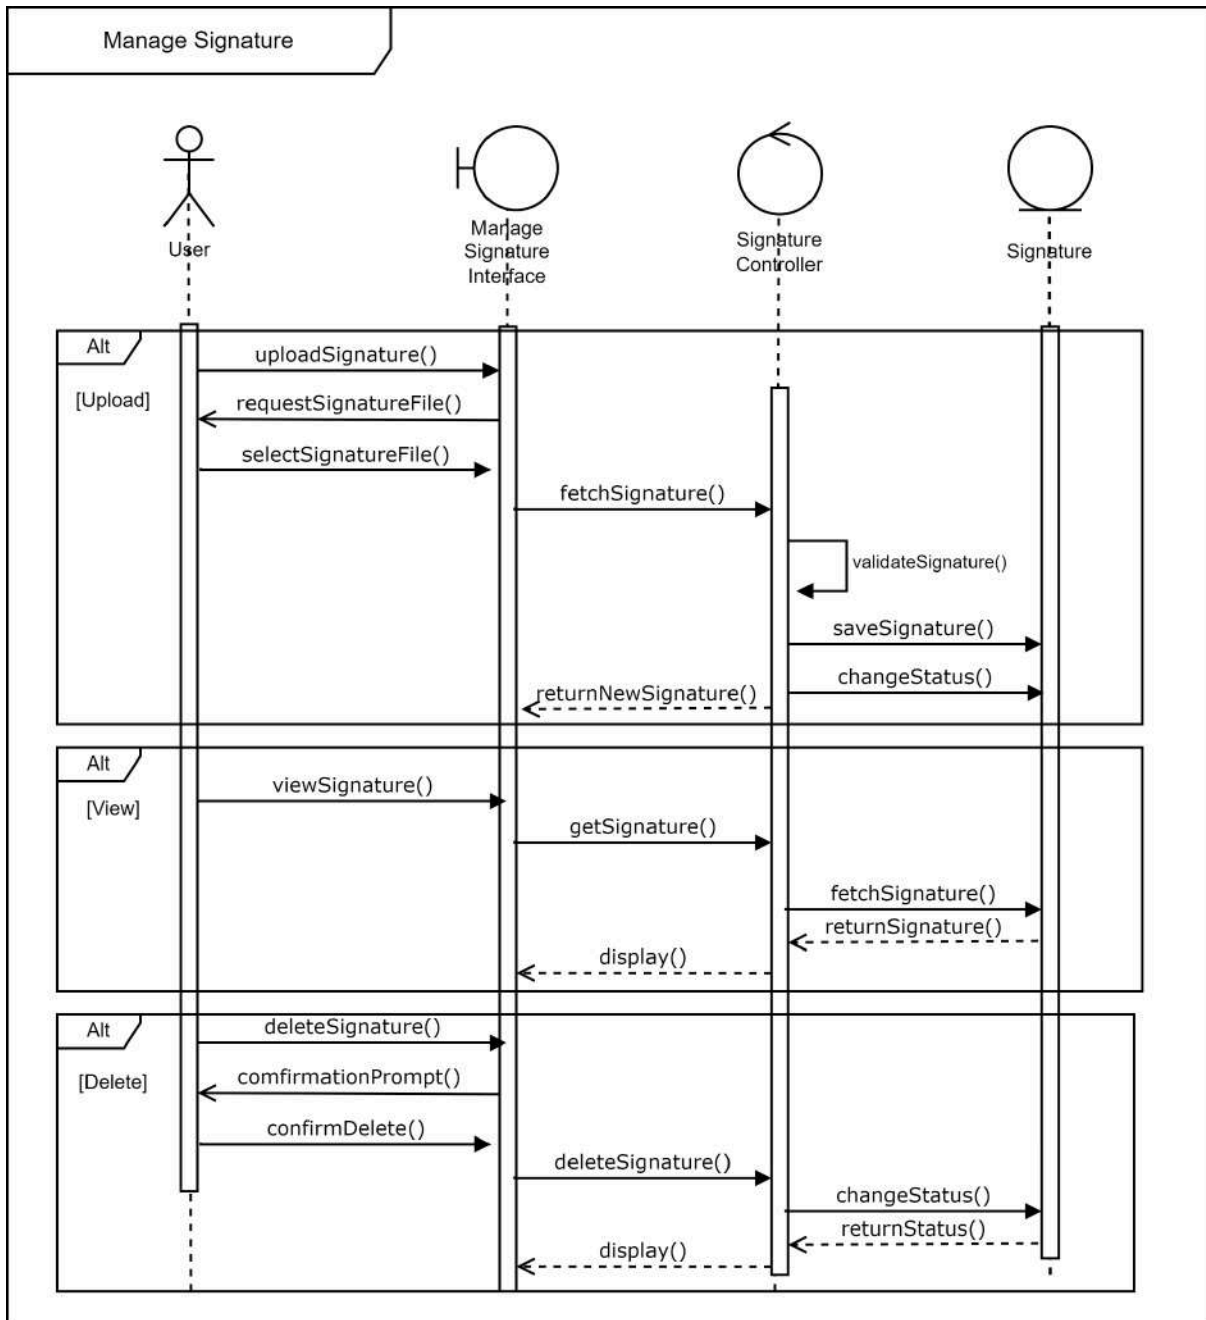 Manage Signature
User
Manage
Signature
Interface
Signature
Controller
Signature
Alt
[Upload]
uploadSignature()
requestSignatureFile()
selectSignatureFile()
fetchSignature()
validateSignature()
saveSignature()
changeStatus()
returnNewSignature()
Alt
[View]
viewSignature()
getSignature()
fetchSignature()
returnSignature()
display()
Alt
[Delete]
deleteSignature()
comfirmationPrompt()
confirmDelete()
deleteSignature()
changeStatus()
returnStatus()
display()